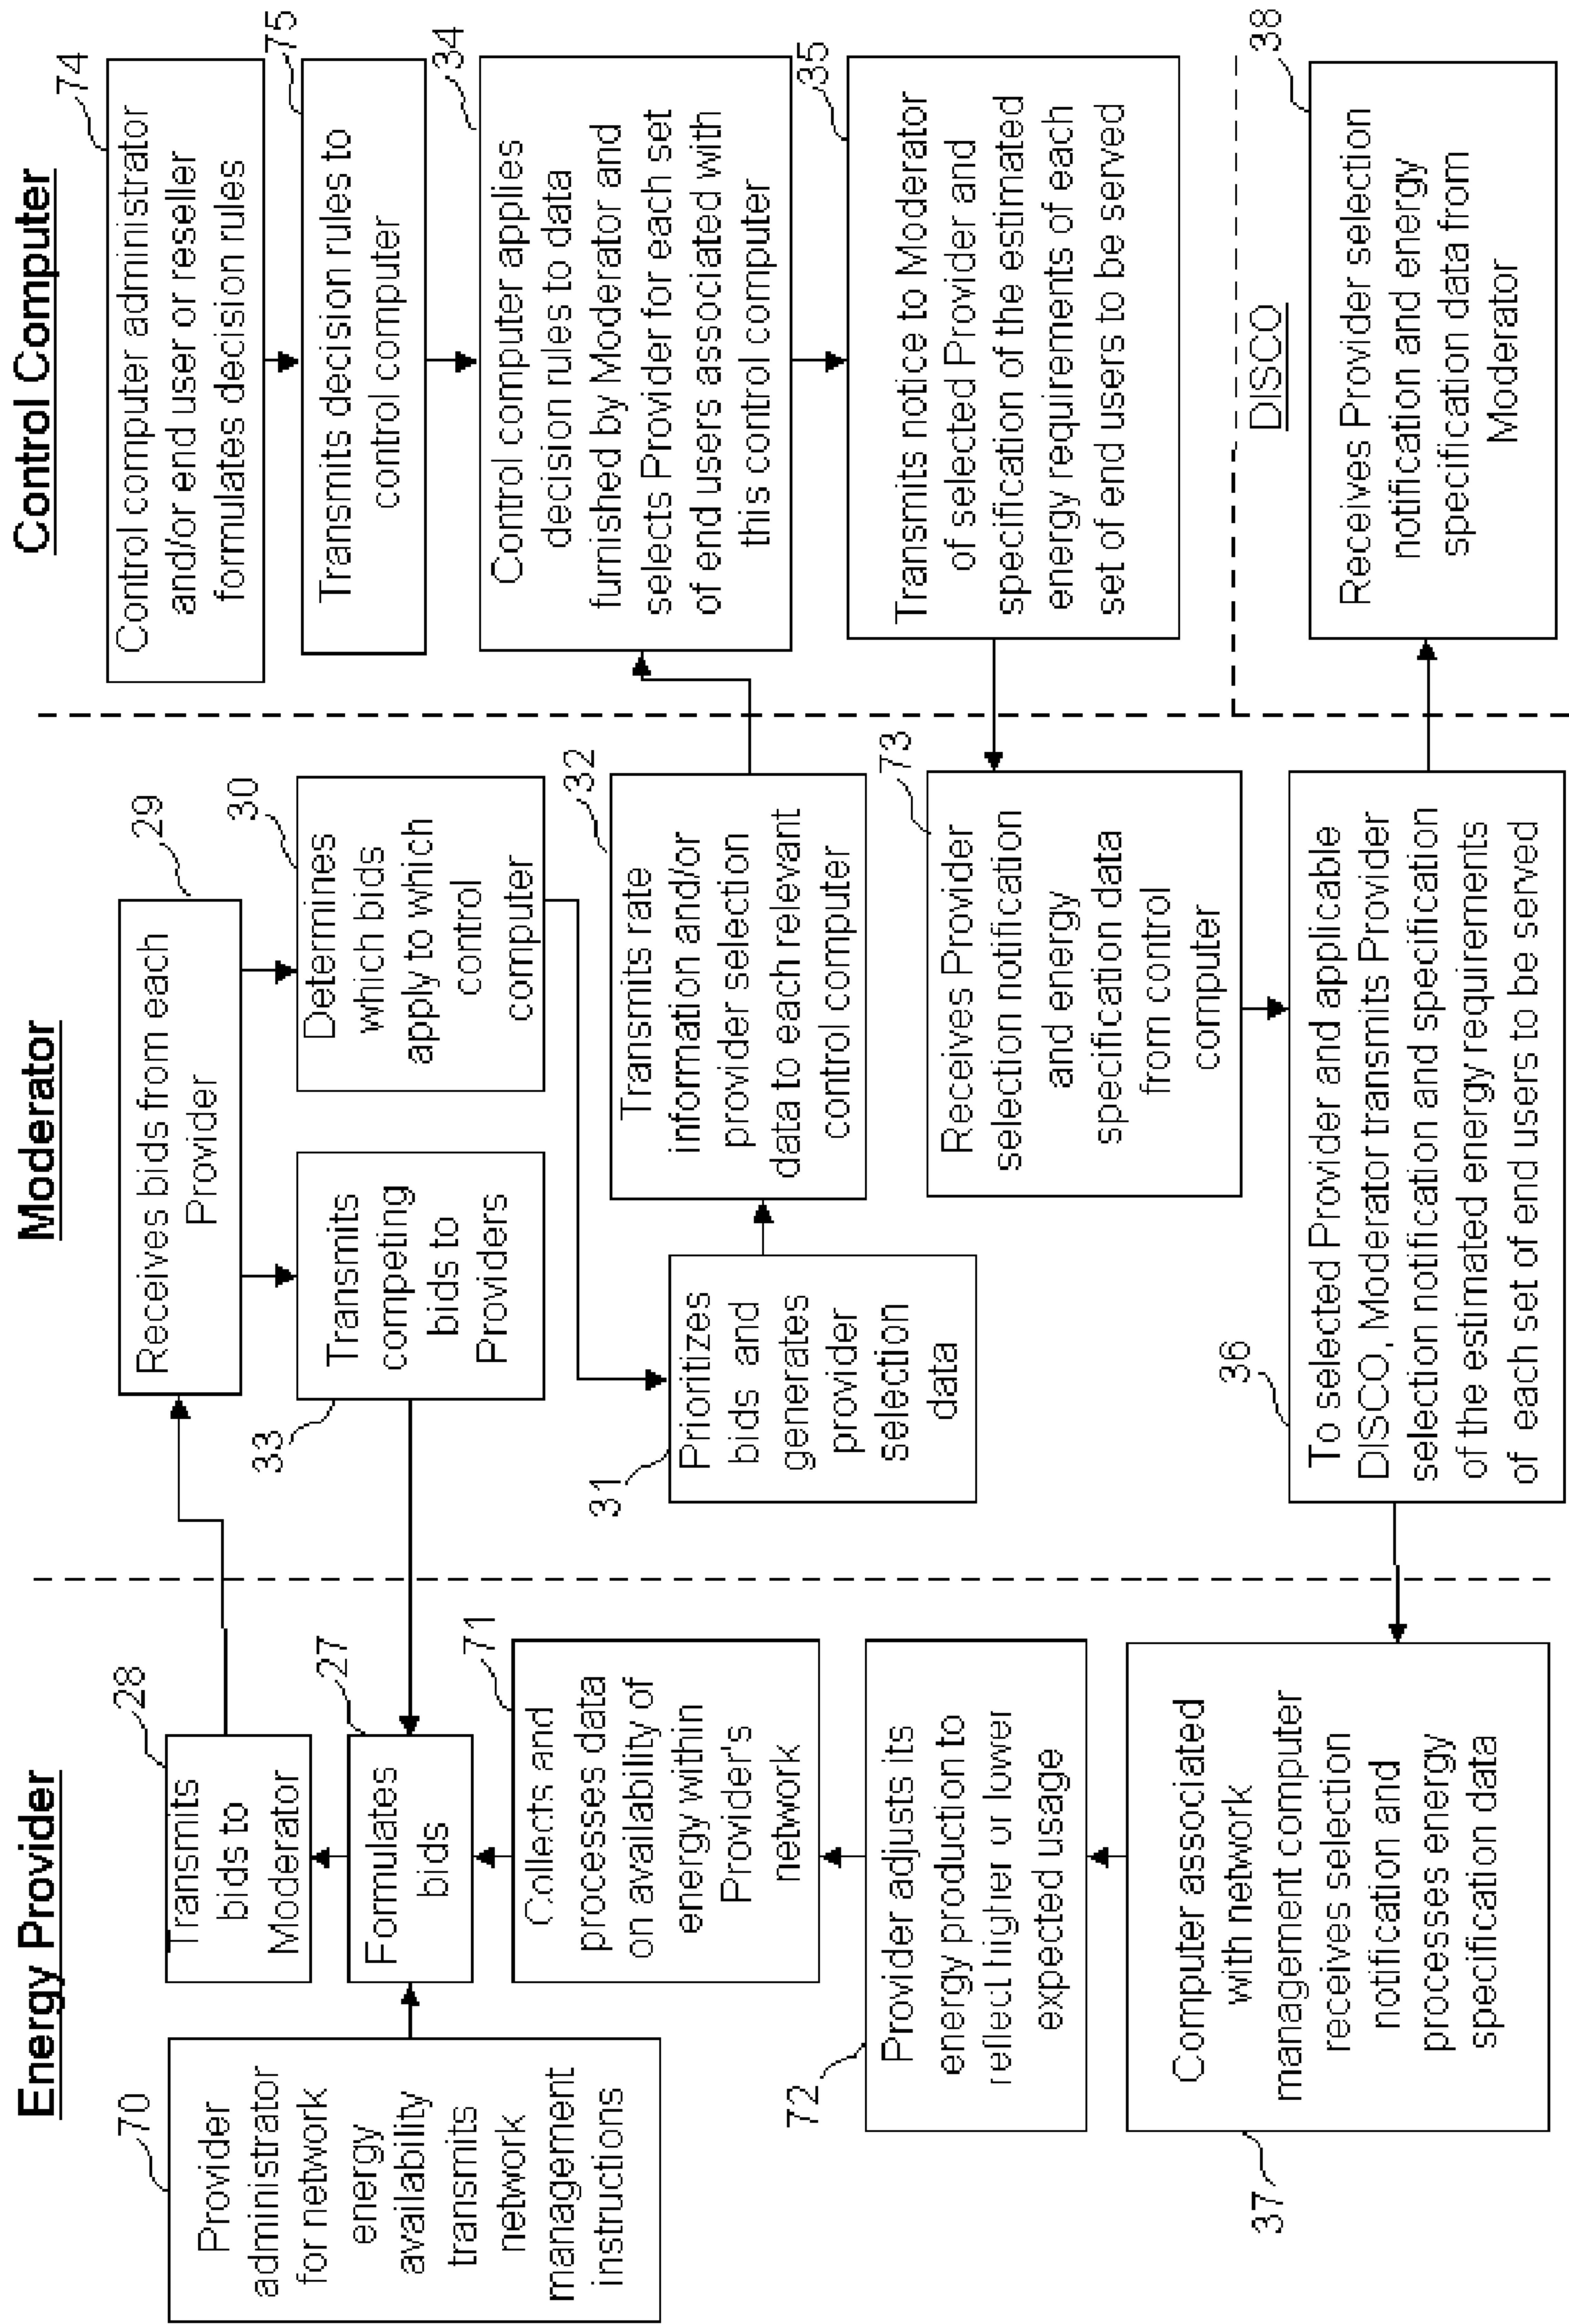 Energy Provider
70
Provider
administrator
for network
energy
availability
transmits
network
management
instructions
28
Transmits
bids to
Moderator
27
Formulates
bids
71
Collects and
processes data
on availability of
energy within
Provider's
network
72
Provider adjusts its
energy production to
reflect higher or lower
expected usage
37
Computer associated
with network
management computer
receives selection
notification and
processes energy
specification data
Moderator
29
Receives bids from each
Provider
33
Transmits
competing
bids to
Providers
30
Determines
which bids
apply to which
control
computer
31
Prioritizes
bids and
generates
provider
selection
data
32
Transmits rate
information and/or
provider selection
data to each relevant
control computer
73
Receives Provider
selection notification
and energy
specification data
from control
computer
36
To selected Provider and applicable
DISCO, Moderator transmits Provider
selection notification and specification
of the estimated energy requirements
of each set of end users to be served
Control Computer
74
Control computer administrator
and/or end user or reseller
formulates decision rules
75
Transmits decision rules to
control computer
34
Control computer applies
decision rules to data
furnished by Moderator and
selects Provider for each set
of end users associated with
this control computer
35
Transmits notice to Moderator
of selected Provider and
specification of the estimated
energy requirements of each
set of end users to be served
DISCO
38
Receives Provider selection
notification and energy
specification data from
Moderator